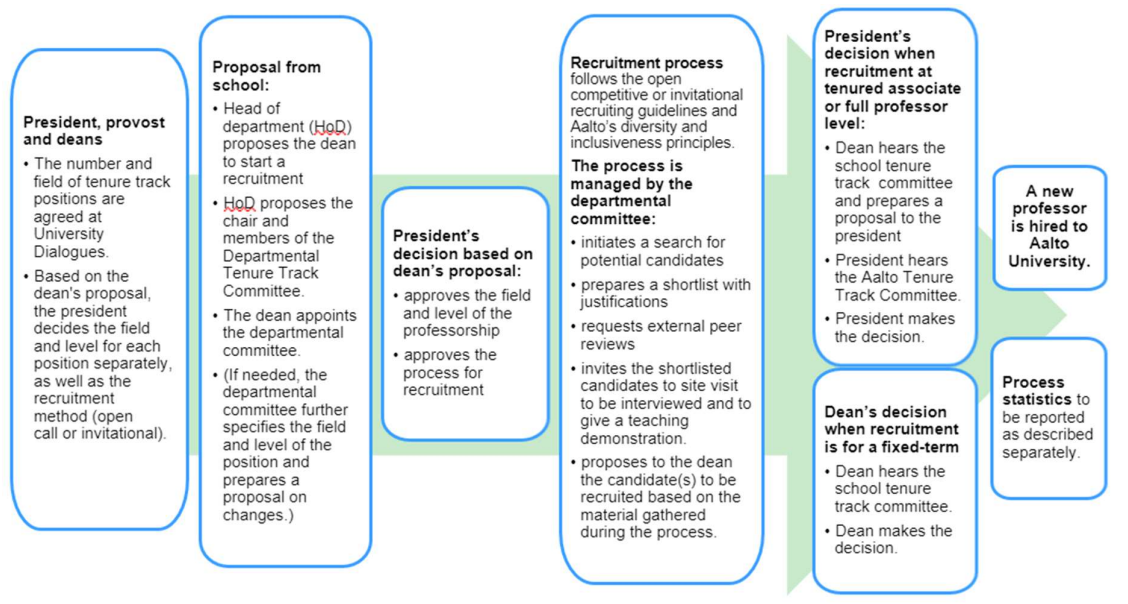 President, provost
and deans
• The number and
field of tenure track
positions are
agreed at
University
Dialogues.
• Based on the
dean's proposal,
the president
decides the field
and level for each
position separately,
as well as the
recruitment
method (open
call or invitational).
Proposal from
school:
• Head of
department (HoD)
proposes the dean
to start a
recruitment
• HoD proposes the
chair and
members of the
Departmental
Tenure Track
Committee.
• The dean appoints
the departmental
committee.
• (If needed, the
departmental
committee further
specifies the field
and level of the
position and
prepares a
proposal on
changes.)
President's
decision based on
dean's proposal:
• approves the field
and level of the
professorship
• approves the
process for
recruitment
Recruitment process
follows the open
competitive or invitational
recruiting guidelines and
Aalto's diversity and
inclusiveness principles.
The process is
managed by the
departmental
committee:
• initiates a search for
potential candidates
• prepares a shortlist with
justifications
• requests external peer
reviews
• invites the shortlisted
candidates to site visit
to be interviewed and to
give a teaching
demonstration.
• proposes to the dean
the candidate(s) to be
recruited based on the
material gathered
during the process.
President's
decision when
recruitment at
tenured associate
or full professor
level:
• Dean hears the
school tenure
track committee
and prepares a
proposal to the
president
• President hears
the Aalto Tenure
Track Committee.
• President makes
the decision.
Dean's decision
when recruitment
is for a fixed-term
• Dean hears the
school tenure
track committee.
• Dean makes the
decision.
A new
professor
is hired to
Aalto
University.
Process
statistics to
be reported
as described
separately.